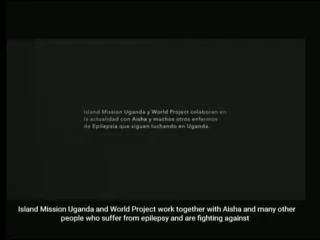 Island Mission Uganda y World Project colaboran en
la actualidad con Aisha y muchos otros enfermos
de Epilepsia que siguen luchando en Uganda.
Island Mission Uganda and World Project work together with Aisha and many other
people who suffer from epilepsy and are fighting against